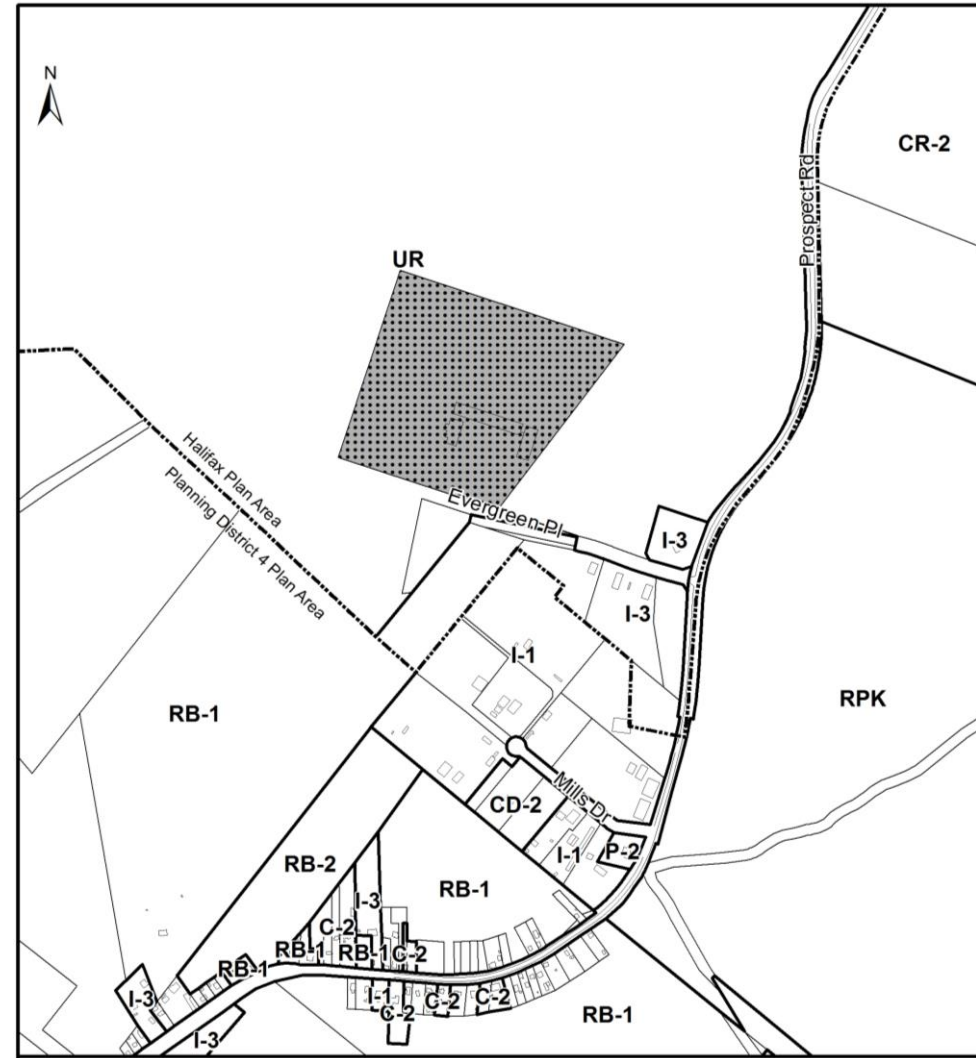 N
CR-2
Prospect Rd
UR
Halifax Plan Area
Planning District 4 Plan Area
Evergreen Pl
I-3
I-3
I-1
RB-1
RPK
Mills Dr
CD-2
P-2
I-1
RB-2
RB-1
I-3
C-2
RB-1
RB-1
C-2
RB-1
I-3
I-1
C-2
C-2
C-2
RB-1
I-3